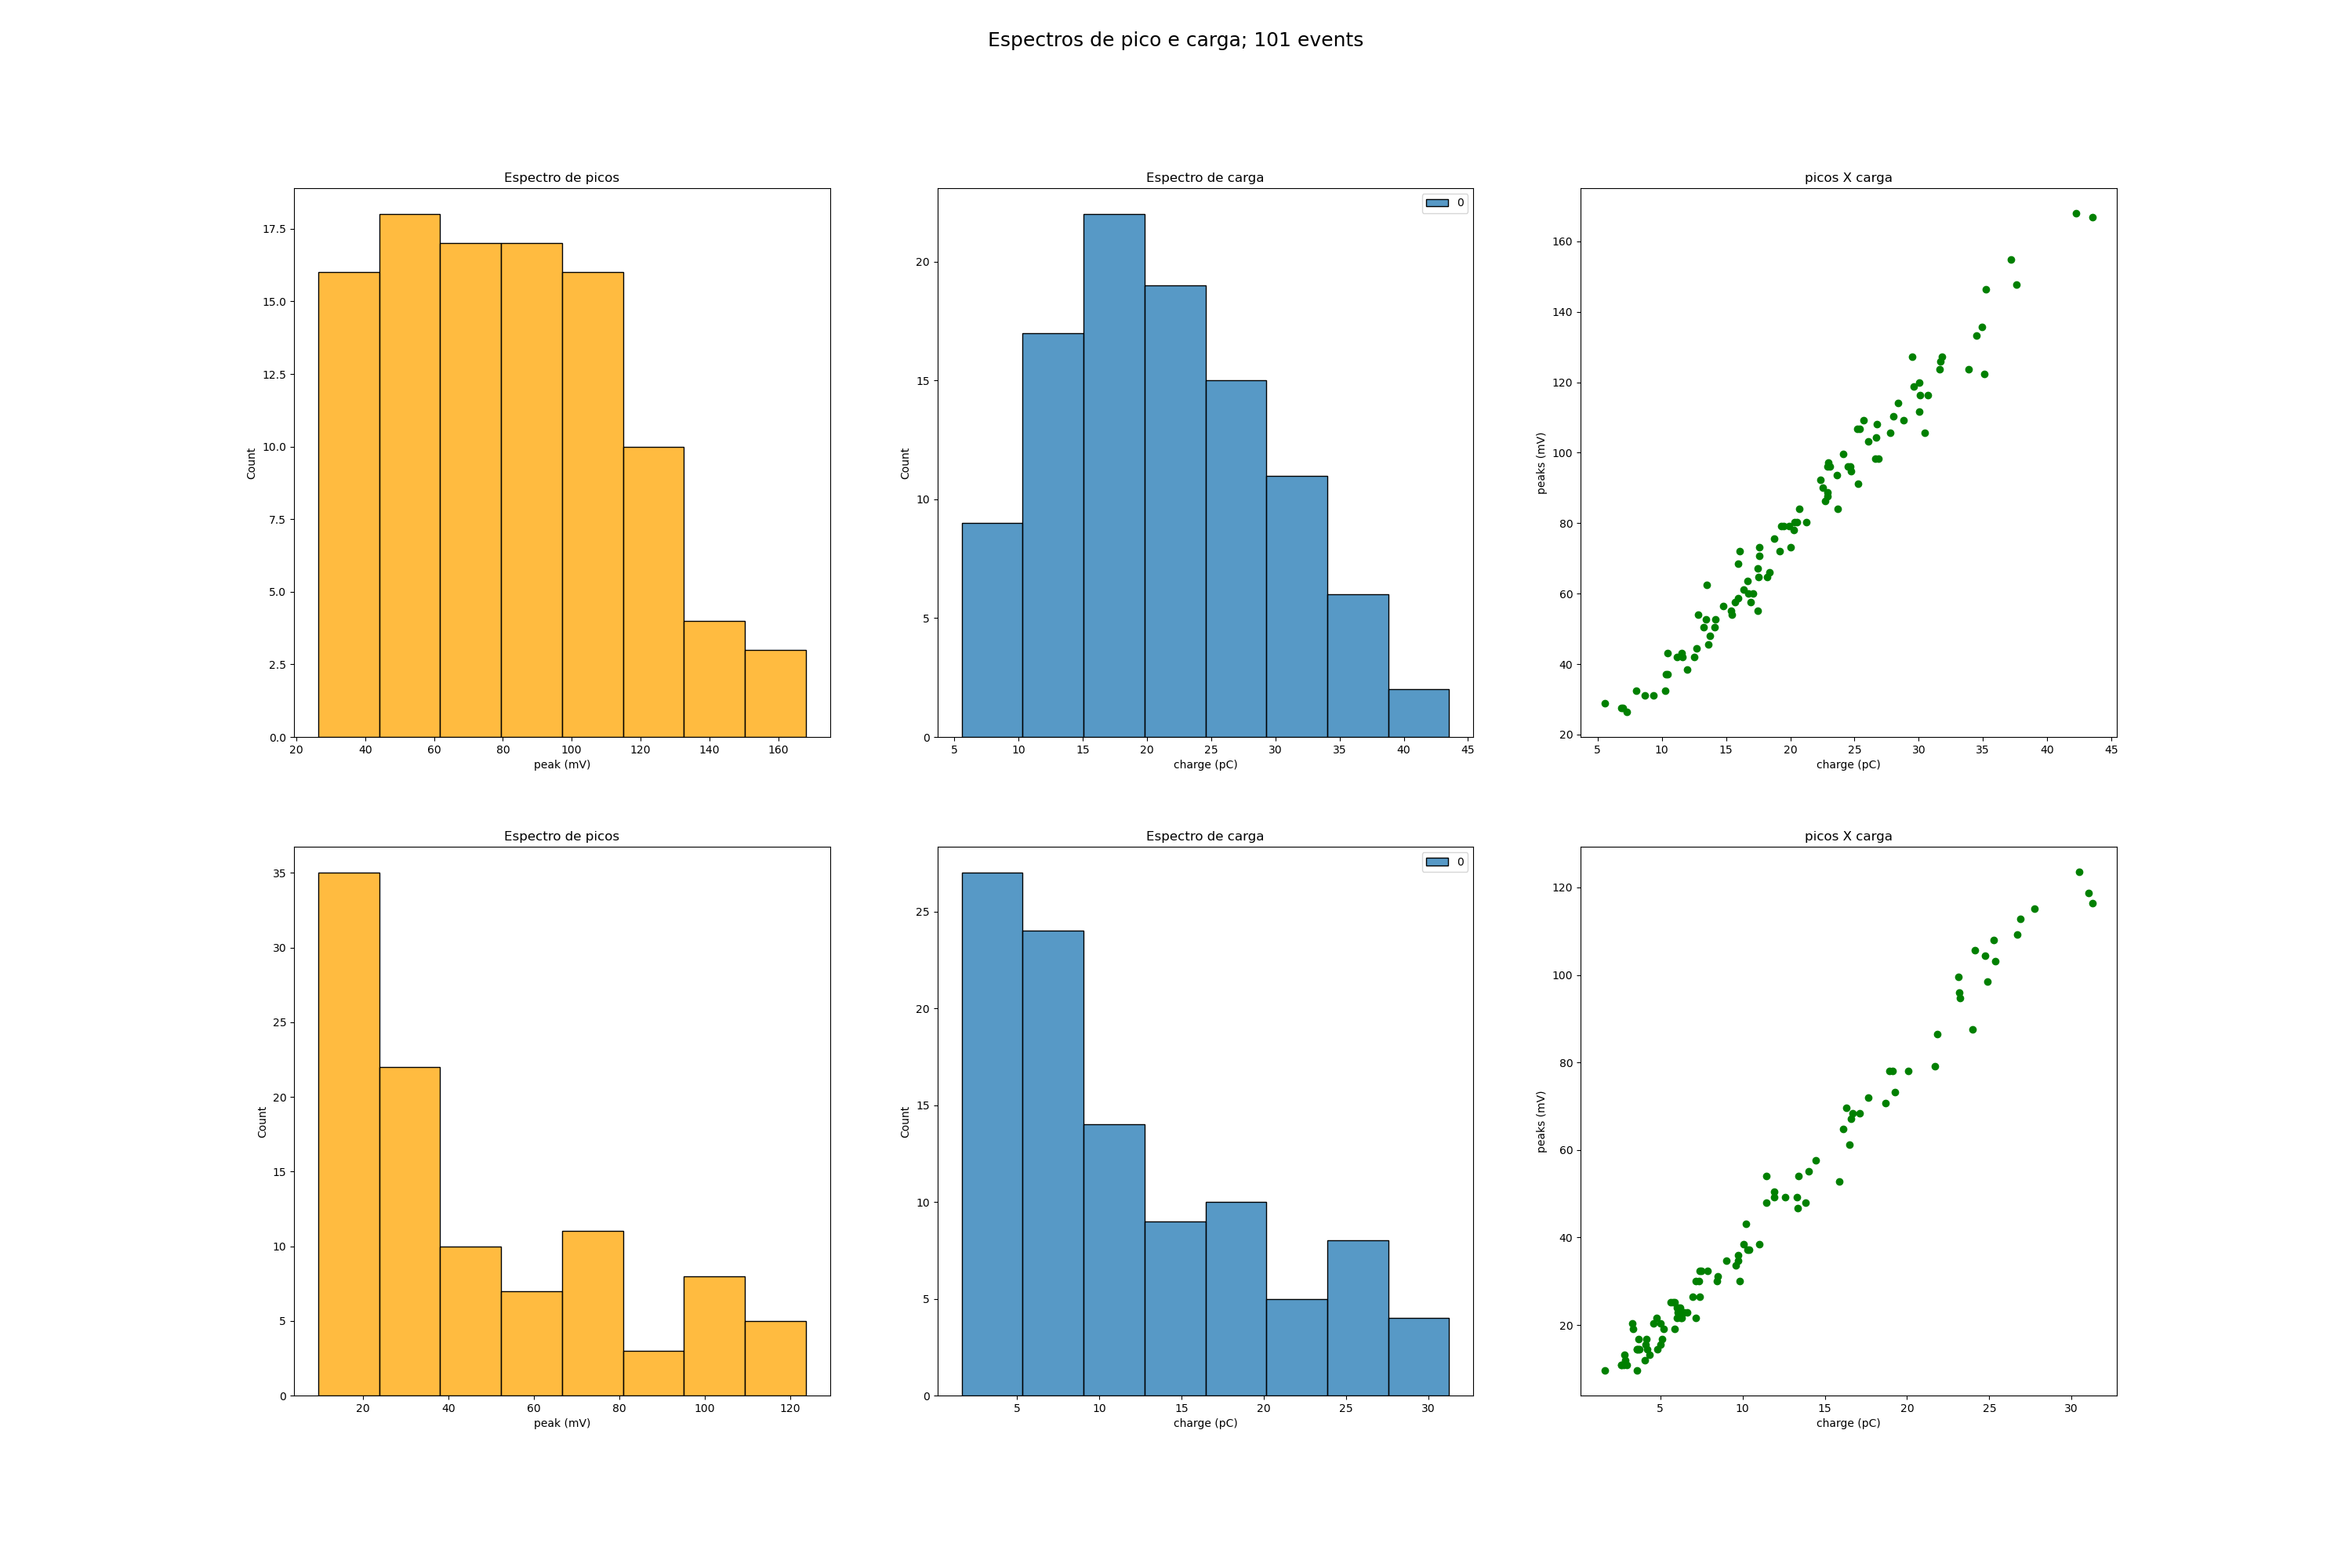 Espectros de pico e carga; 101 events
Espectro de picos
17.5
15.0
12.5
10.0
7.5
5.0
2.5
0.0
Count
20 40 60 80 100 120 140 160
peak (mV)
Espectro de carga
0
20
15
10
5
0
Count
5 10 15 20 25 30 35 40 45
charge (pC)
picos X carga
160
140
120
100
80
60
40
20
peaks (mV)
5 10 15 20 25 30 35 40 45
charge (pC)
Espectro de picos
35
30
25
20
15
10
5
0
Count
20 40 60 80 100 120
peak (mV)
Espectro de carga
0
25
20
15
10
5
0
Count
5 10 15 20 25 30
charge (pC)
picos X carga
120
100
80
60
40
20
peaks (mV)
5 10 15 20 25 30
charge (pC)